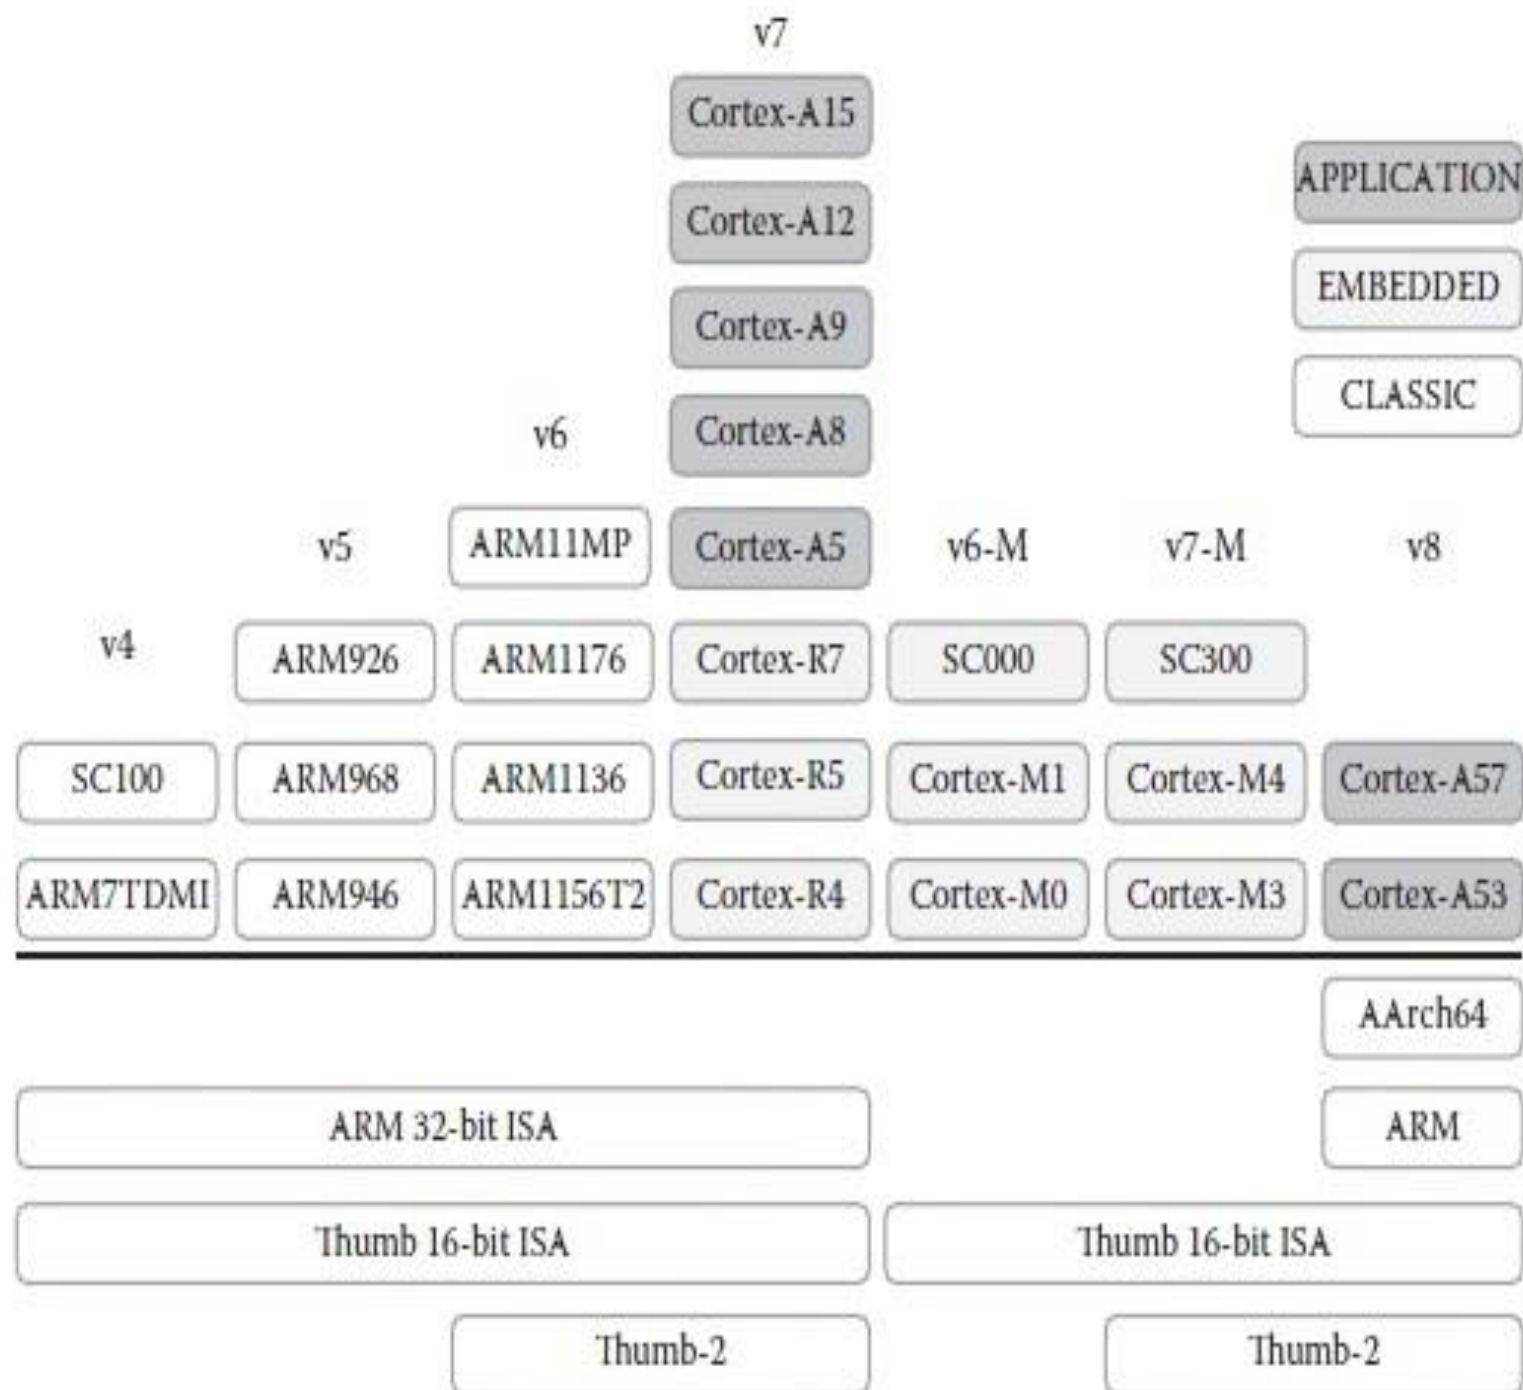 v7
Cortex-A15
APPLICATION
Cortex-A12
EMBEDDED
Cortex-A9
CLASSIC
v6
Cortex-A8
v5
ARM11MP
Cortex-A5
v6-M
v7-M
v8
v4
ARM926
ARM1176
Cortex-R7
SC000
SC300
SC100
ARM968
ARM1136
Cortex-R5
Cortex-M1
Cortex-M4
Cortex-A57
ARM7TDMI
ARM946
ARM1156T2
Cortex-R4
Cortex-M0
Cortex-M3
Cortex-A53
AArch64
ARM 32-bit ISA
ARM
Thumb 16-bit ISA
Thumb 16-bit ISA
Thumb-2
Thumb-2